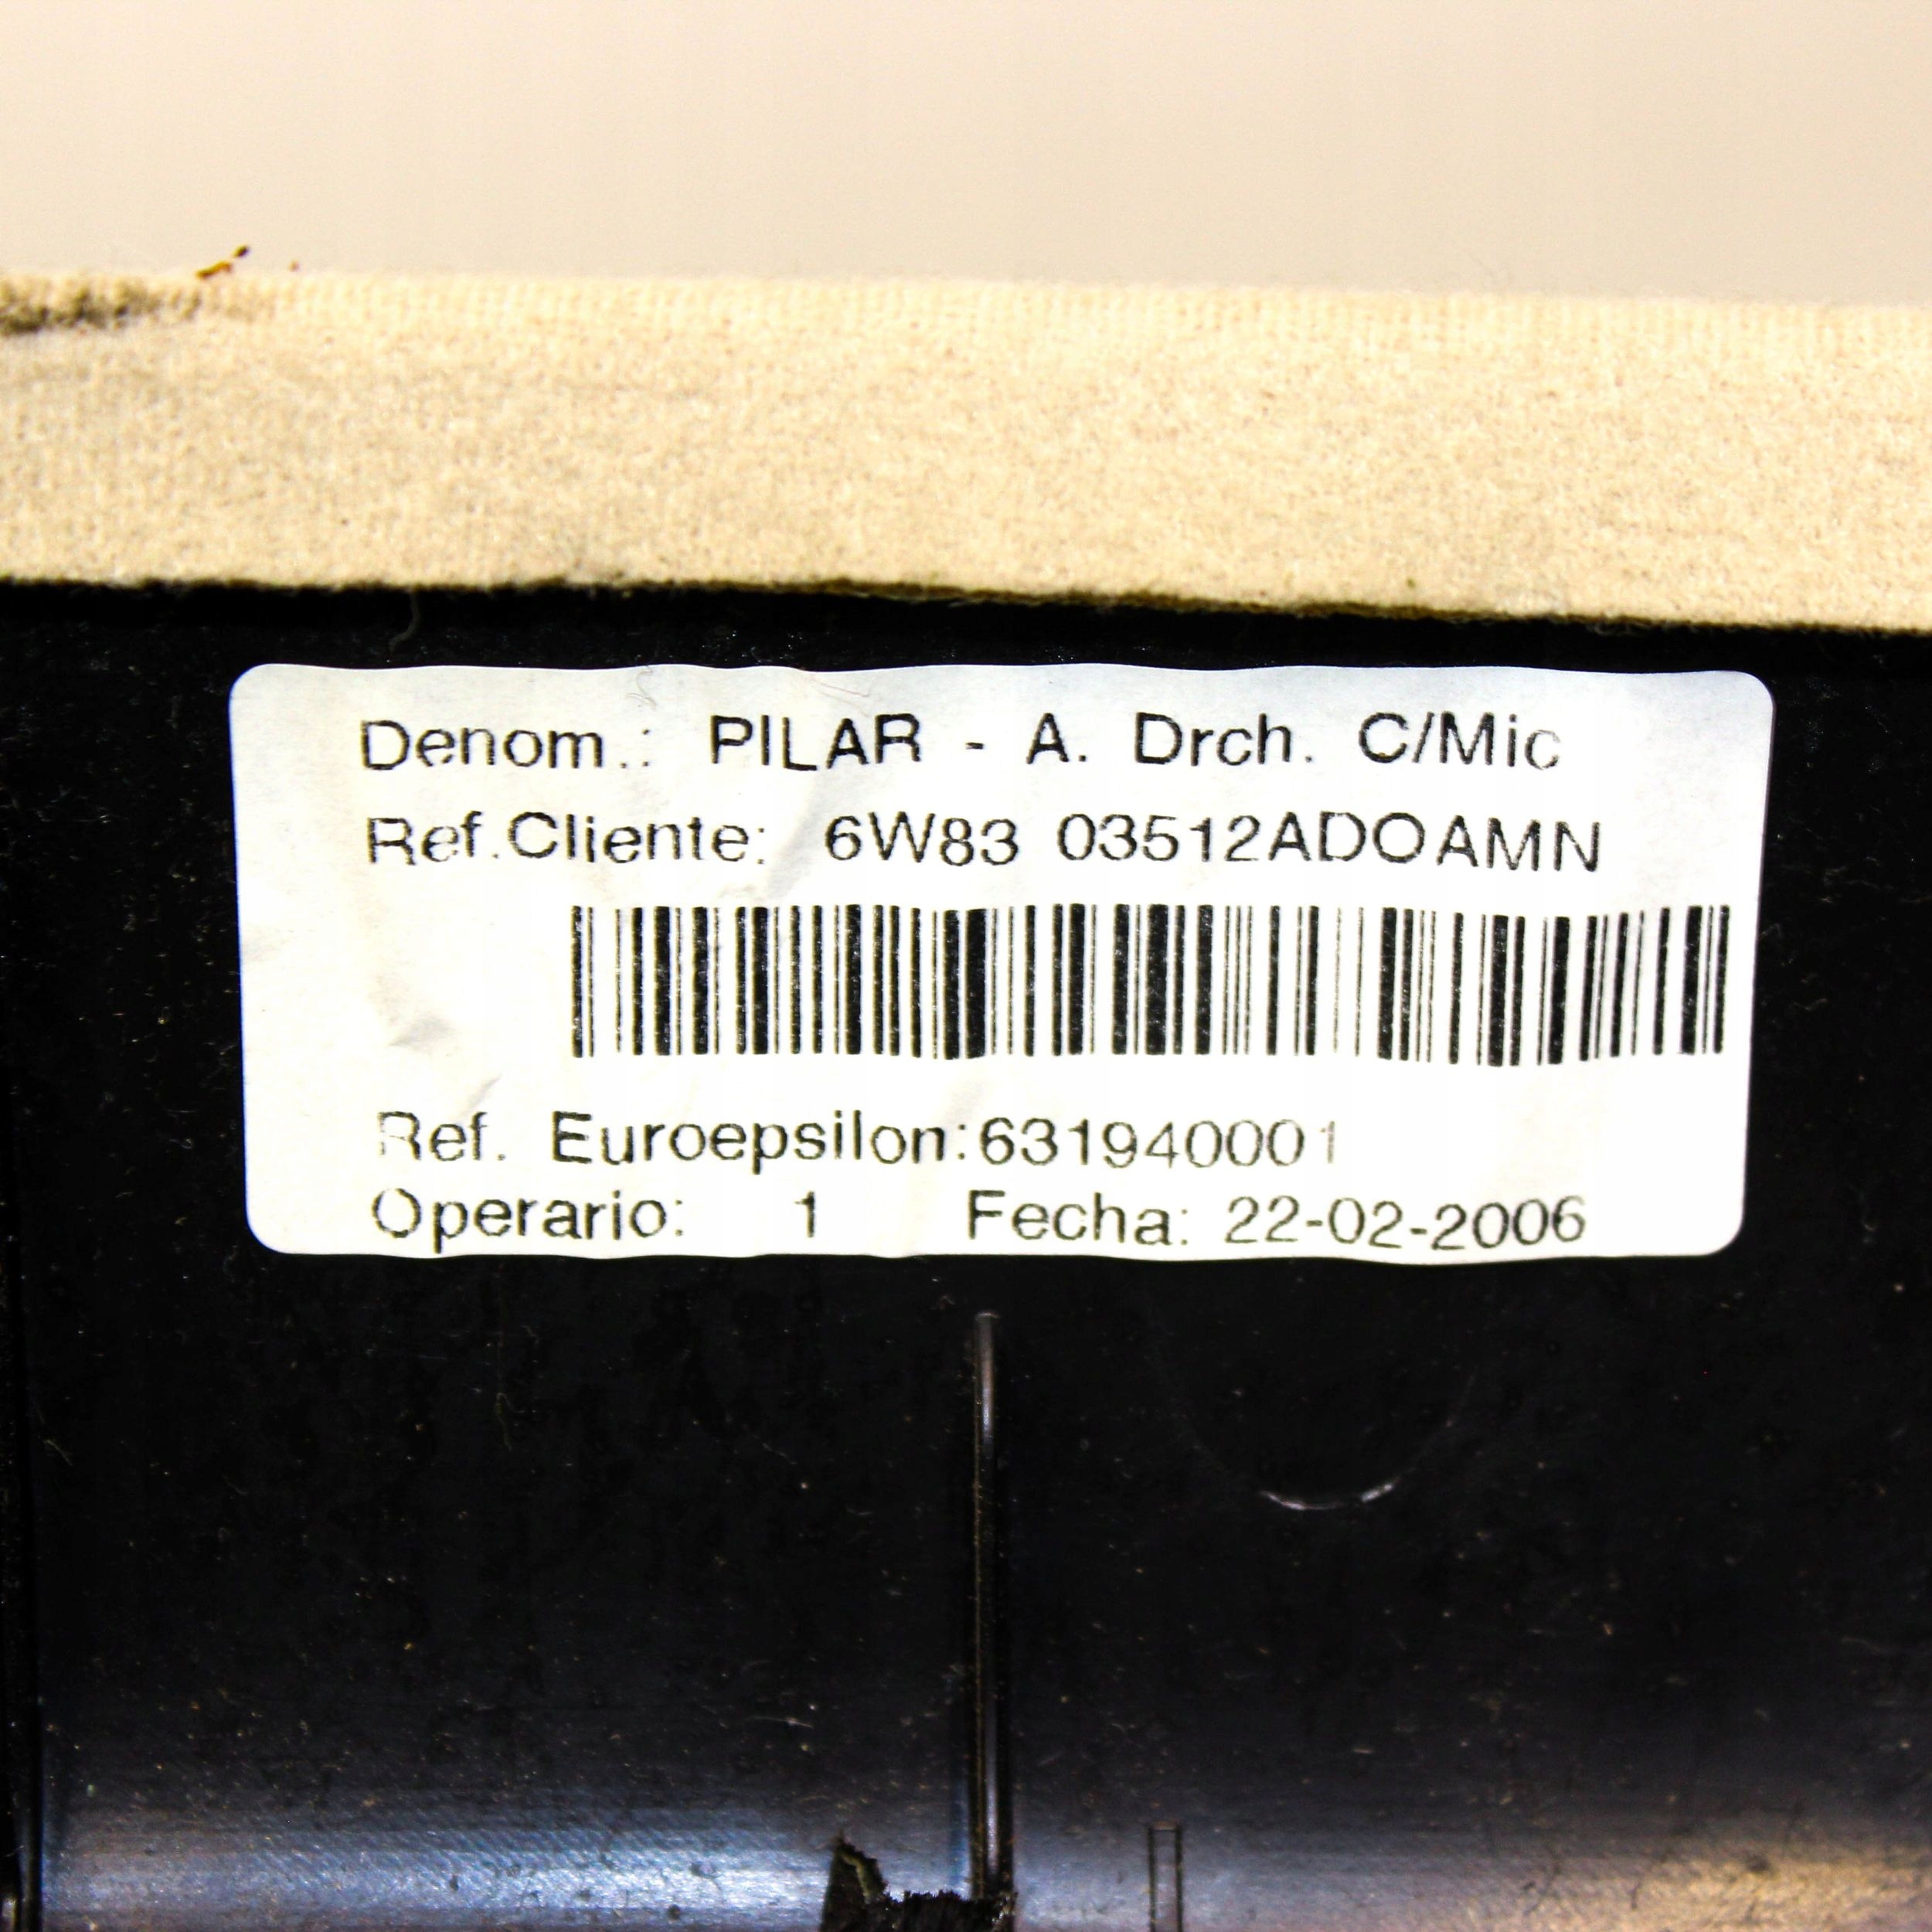 Denom.: PILAR - A. Drch. C/Mic
Ref.Cliente: 6W83 03512ADOAMN
Ref. Euroepsilon:631940001
Operario: 1 Fecha: 22-02-2006